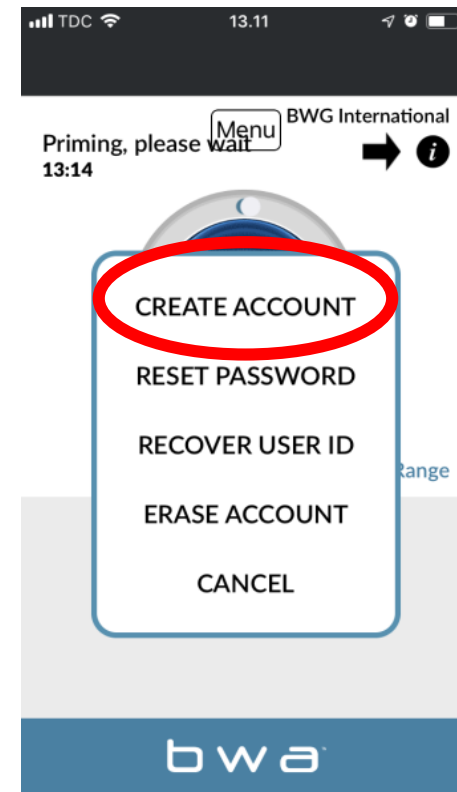 TDC 13.11
BWG International
Menu
Priming, please wait
13:14
i
CREATE ACCOUNT
RESET PASSWORD
RECOVER USER ID
Range
ERASE ACCOUNT
CANCEL
bwa